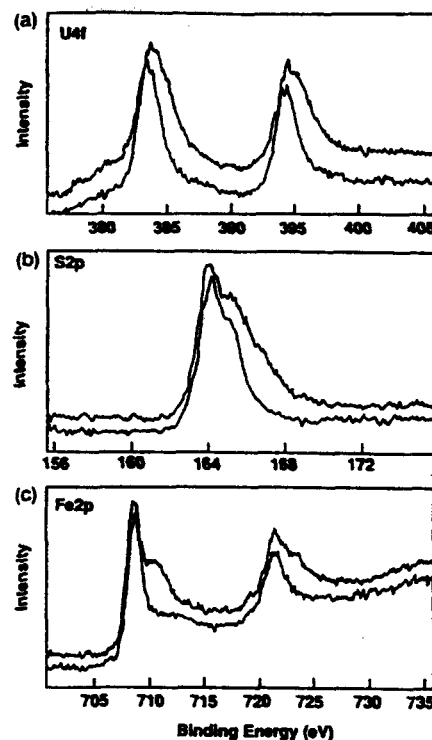 (a)
U4f
Intensity
380 385 390 395 400 405
(b)
S2p
Intensity
156 160 164 168 172
(c)
Fe2p
Intensity
705 710 715 720 725 730 735
Binding Energy (eV)